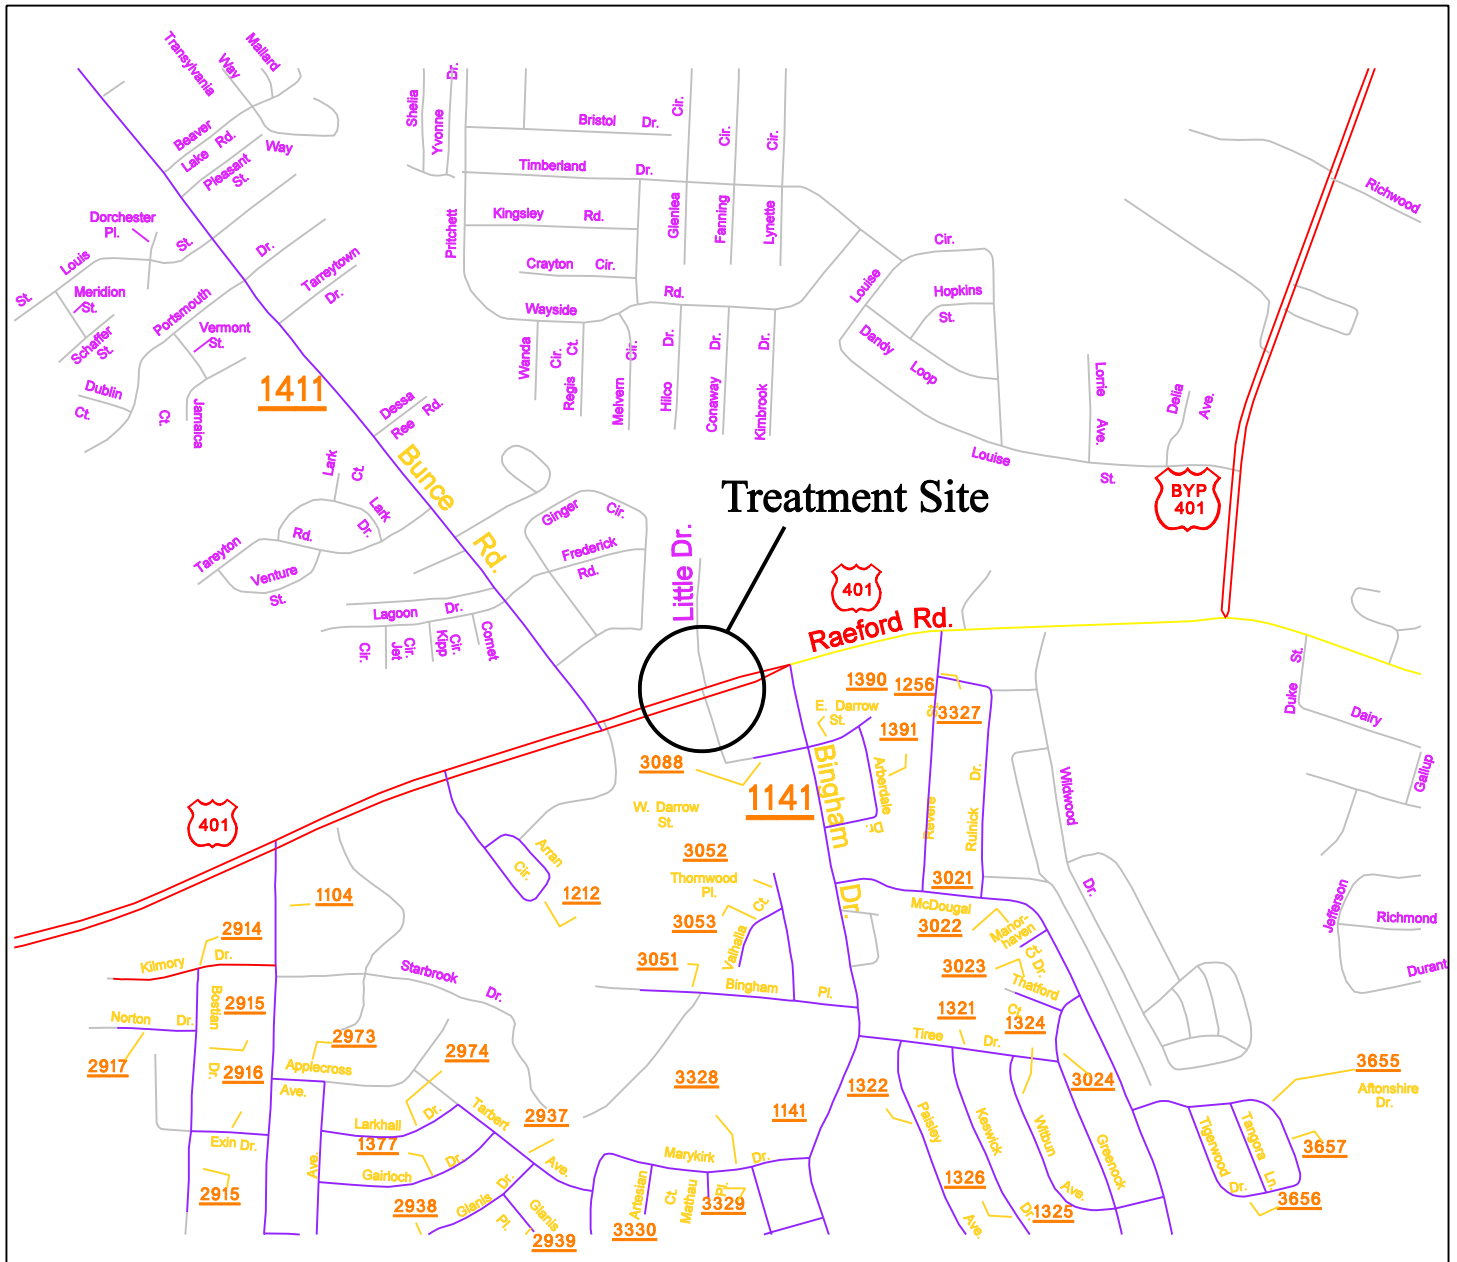 Transylvania
Way
Mallard
Beaver
Lake Rd.
Pleasant
St.
Way
Dorchester
Pl.
Louis
St.
St.
Meridion
St.
Schaffer
St.
Portsmouth
Dr.
Tarreytown
Dr.
Vermont
St.
Dublin
Ct.
Ct.
Jamaica
1411
Shelia
Yvonne
Dr.
Bristol Dr.
Timberland Dr.
Kingsley Rd.
Crayton Cir.
Wayside
Rd.
Pritchett
Glenlea
Cir.
Fanning
Cir.
Lynette
Cir.
Wanda
Cir.
Regis
Ct.
Melvern
Cir.
Hilco
Dr.
Conaway
Dr.
Kimbrook
Dr.
Louise
Cir.
Hopkins
St.
Dandy
Loop
Louise
St.
Lorrie
Ave.
Delia
Ave.
Richwood
BYP
401
Dessa
Ree Rd.
Bunce
Rd.
Lark
Ct.
Lark
Dr.
Tareyton
Rd.
Venture
St.
Ginger
Cir.
Frederick
Rd.
Lagoon Dr.
Cir.
Jet
Cir.
Kipp
Cir.
Comet
Treatment Site
Little Dr.
401
Raeford Rd.
Duke
St.
Dairy
Gallup
Jefferson
Richmond
Durant
1390
1256
3327
E. Darrow
St.
1391
Arberdale
Dr.
Revere
Rulnick
Dr.
Wildwood
Dr.
3088
W. Darrow
St.
1141
Bingham
Dr.
3052
Thornwood
Pl.
3053
Valhalla
Ct.
3051
Bingham Pl.
3021
McDougal
3022
Manor-
haven
Dr.
3023
Thatford
Ct.
1321
1324
Tiree Dr.
3024
401
Arran
Cir.
1212
1104
2914
Kilmory Dr.
Bostian
Dr.
2915
Norton Dr.
2917
2916
Exin Dr.
2915
Starbrook
Dr.
2973
Applecross
Ave.
Ave.
2974
Larkhall
Dr.
1377
Gairloch
Dr.
Tarbert
Ave.
2937
2938
Glanis
Dr.
Glanis
Pl.
2939
3328
1141
Marykirk Dr.
Artesian
Ct.
Mathau
Pl.
3329
3330
1322
Paisley
Ave.
1326
Keswick
Dr.
1325
Witbun
Ave.
Greenock
3655
Aftonshire
Dr.
3657
3656
Tigerwood
Dr.
Tangora
Ln.